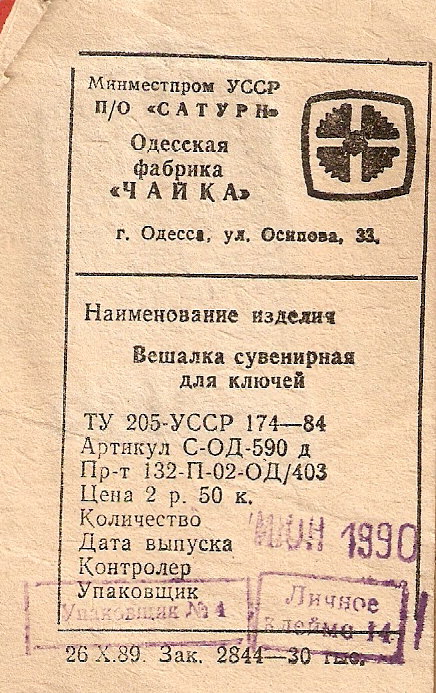 Минместпром УССР
П/О «САТУРН»
Одесская
фабрика
«ЧАЙКА»
г. Одесса, ул. Осипова, 33.
Наименование изделия
Вешалка сувенирная
для ключей
ТУ 205-УССР 174—84
Артикул С-ОД-590 д
Пр-т 132-П-02-ОД/403
Цена 2 р. 50 к.
Количество
Дата выпуска ИЮН 1990
Контролер
Упаковщик
Упаковщик № 1
Личное
клеймо 14
26 X.89. Зак. 2844—30 тыс.